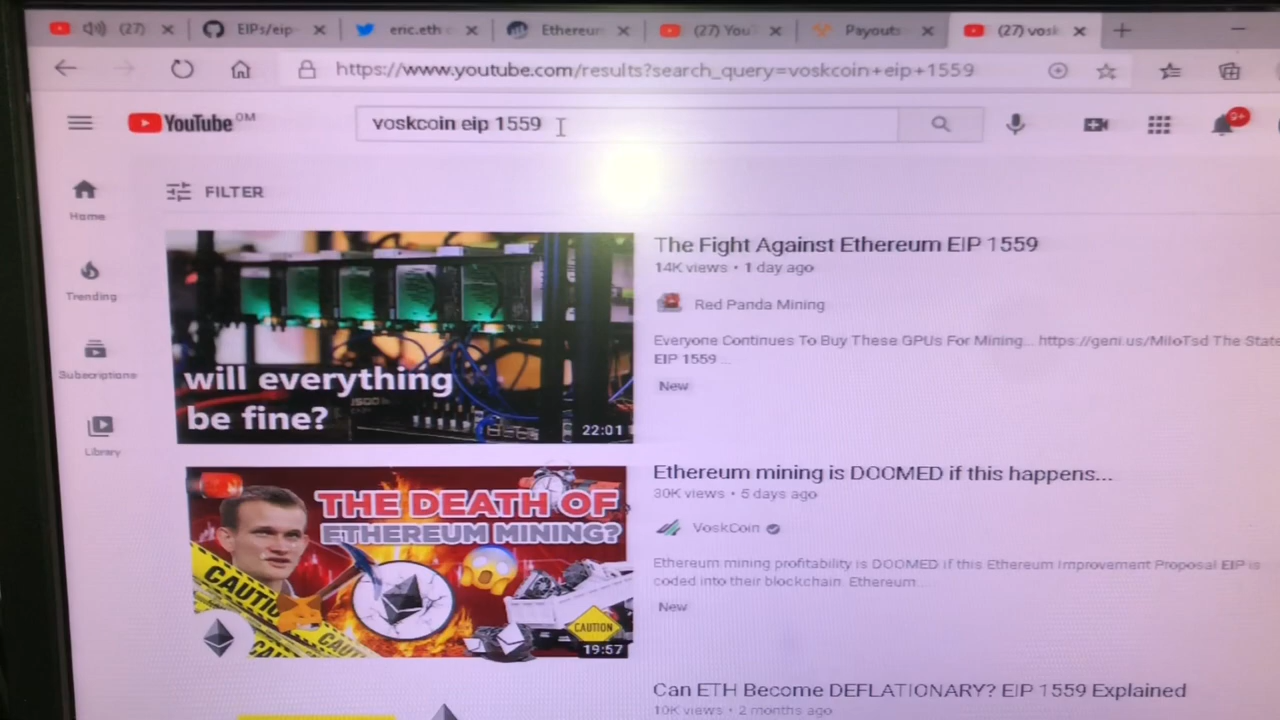 (27)
EIPs/eip
eric.eth
Ethereum
(27) You
Payouts
(27) vosk
https://www.youtube.com/results?search_query=voskcoin+eip+1559
YouTube OM
voskcoin eip 1559
9+
FILTER
Home
Trending
Subscriptions
Library
will everything
be fine?
22:01
The Fight Against Ethereum EIP 1559
14K views • 1 day ago
Red Panda Mining
Everyone Continues To Buy These GPUs For Mining... https://geni.us/MiloTsd The State
EIP 1559 ...
New
THE DEATH OF
ETHEREUM MINING?
CAUTION
CAUTION
19:57
Ethereum mining is DOOMED if this happens...
30K views • 5 days ago
VoskCoin
Ethereum mining profitability is DOOMED if this Ethereum Improvement Proposal EIP is
coded into their blockchain. Ethereum ...
New
Can ETH Become DEFLATIONARY? EIP 1559 Explained
10K views • 2 months ago